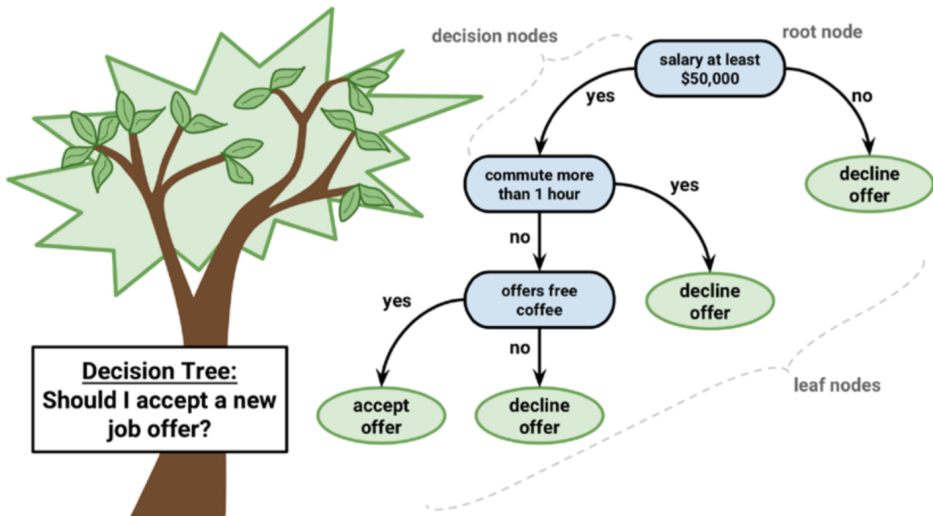 decision nodes
root node
salary at least
$50,000
yes
no
decline
offer
commute more
than 1 hour
yes
no
decline
offer
offers free
coffee
yes
no
accept
offer
decline
offer
leaf nodes
Decision Tree:
Should I accept a new
job offer?